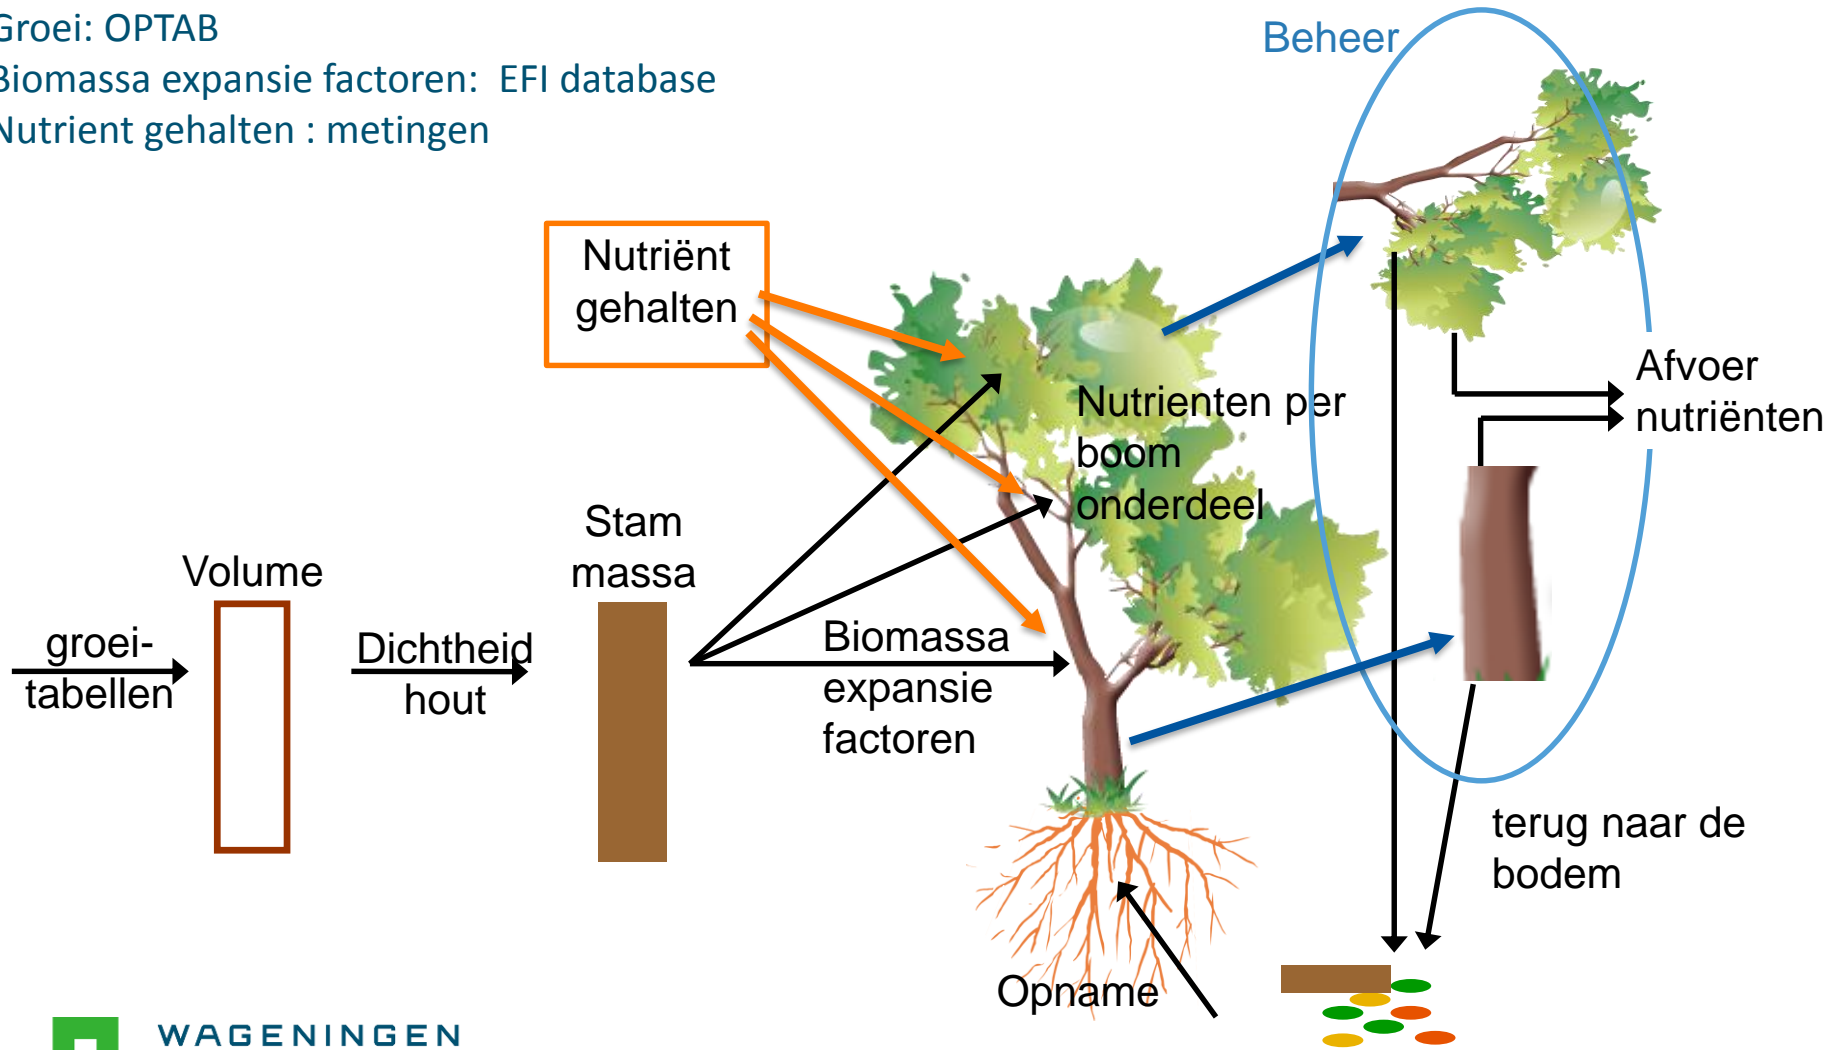 Groei: OPTAB
Biomassa expansie factoren: EFI database
Nutrient gehalten : metingen
Beheer
Nutriënt
gehalten
Afvoer
nutriënten
Nutrienten per
boom
onderdeel
Stam
massa
Volume
groei-
tabellen
Dichtheid
hout
Biomassa
expansie
factoren
terug naar de
bodem
Opname
WAGENINGEN